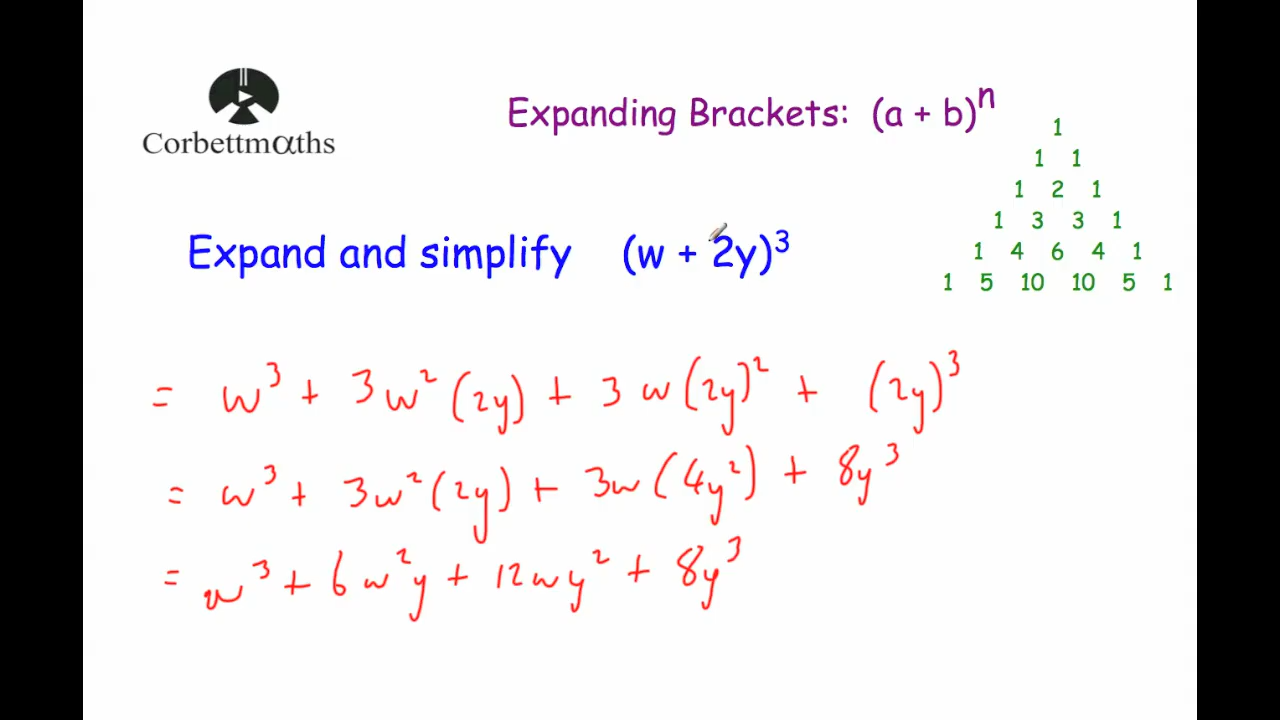 Corbettmαths
Expanding Brackets: (a + b)ⁿ
1
1 1
1 2 1
1 3 3 1
1 4 6 4 1
1 5 10 10 5 1
Expand and simplify (w + 2y)³
= w³ + 3w²(2y) + 3w(2y)² + (2y)³
= w³ + 3w²(2y) + 3w(4y²) + 8y³
= w³ + 6w²y + 12wy² + 8y³